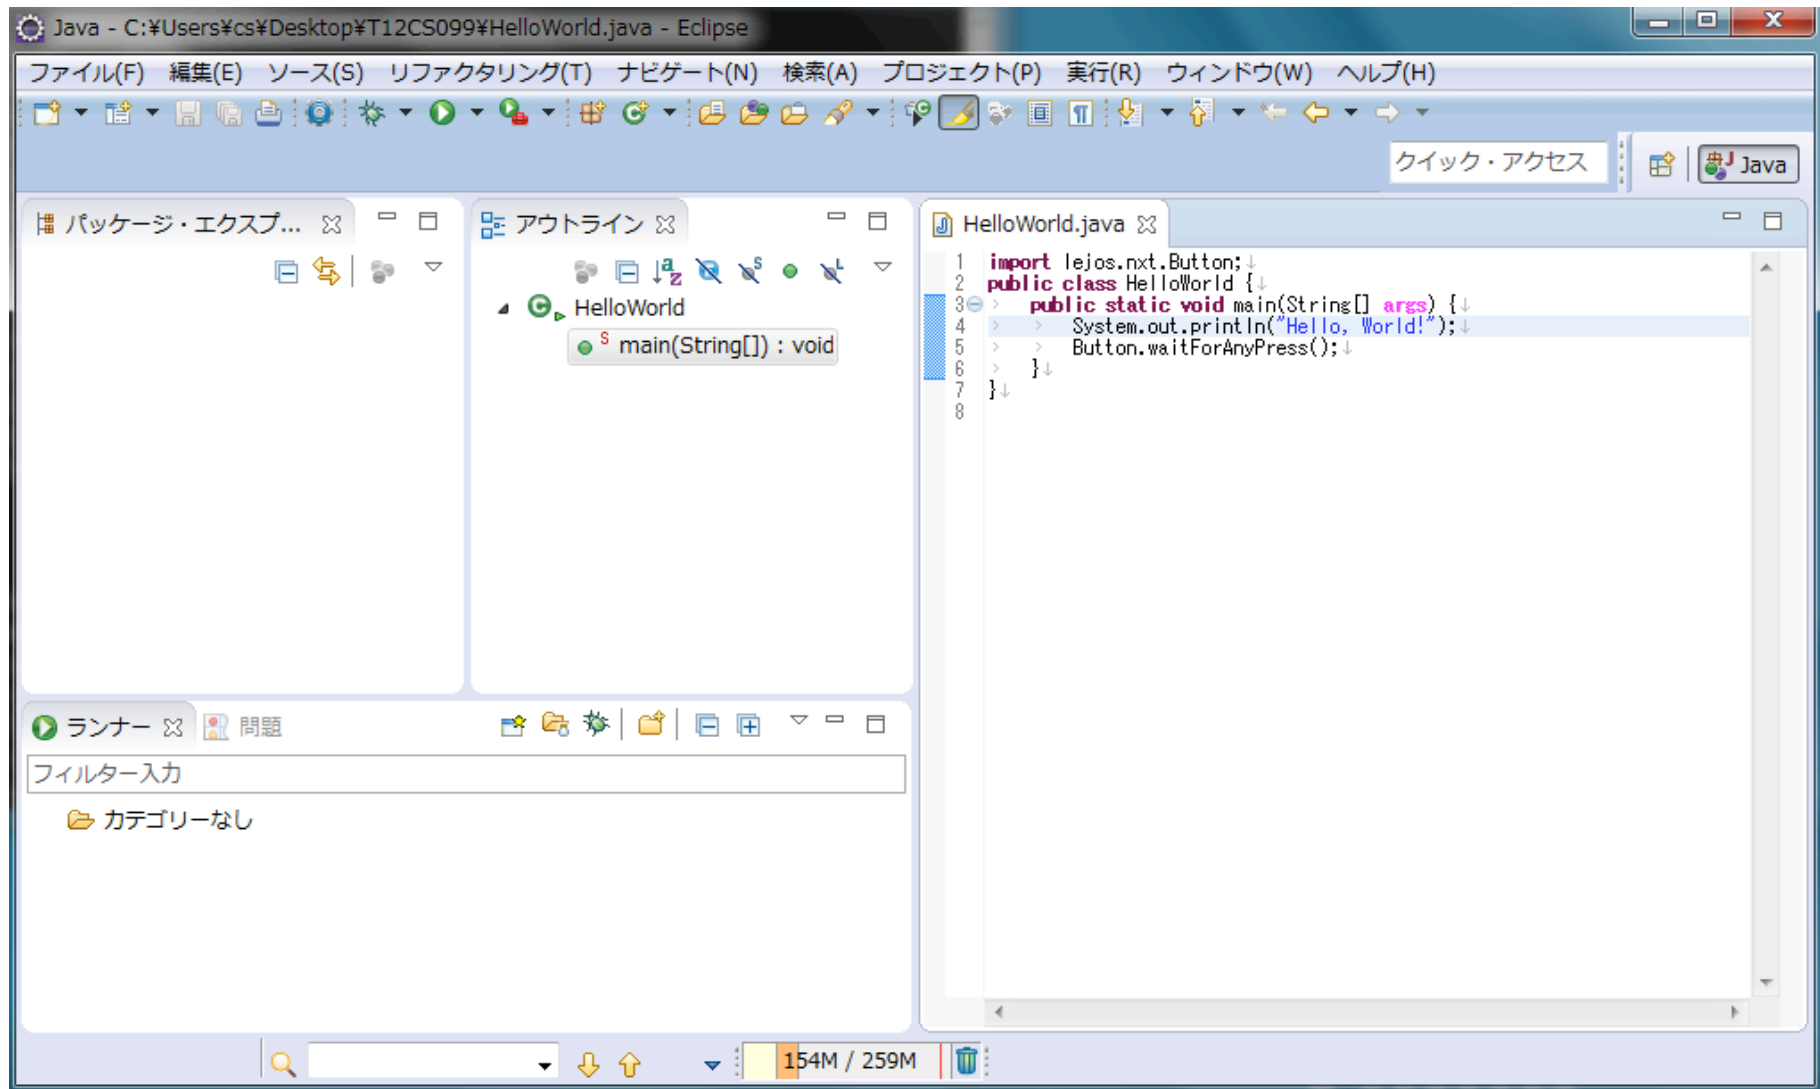 Java - C:¥Users¥cs¥Desktop¥T12CS099¥HelloWorld.java - Eclipse
ファイル(F) 編集(E) ソース(S) リファクタリング(T) ナビゲート(N) 検索(A) プロジェクト(P) 実行(R) ウィンドウ(W) ヘルプ(H)
クイック・アクセス
Java
パッケージ・エクスプ...
アウトライン
HelloWorld
main(String[]) : void
HelloWorld.java
1 import lejos.nxt.Button;↓
2 public class HelloWorld {↓
3 public static void main(String[] args) {↓
4 System.out.println("Hello, World!");↓
5 Button.waitForAnyPress();↓
6 }↓
7 }↓
8
ランナー 問題
フィルター入力
カテゴリーなし
154M / 259M